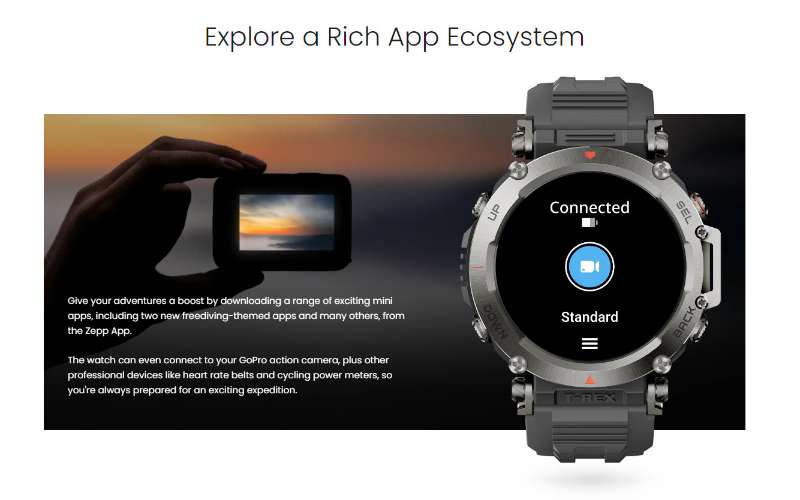 Explore a Rich App Ecosystem
Give your adventures a boost by downloading a range of exciting mini
apps, including two new freediving-themed apps and many others, from
the Zepp App.
The watch can even connect to your GoPro action camera, plus other
professional devices like heart rate belts and cycling power meters, so
you're always prepared for an exciting expedition.
UP
SEL
Connected
Standard
DOWN
BACK
T-REX